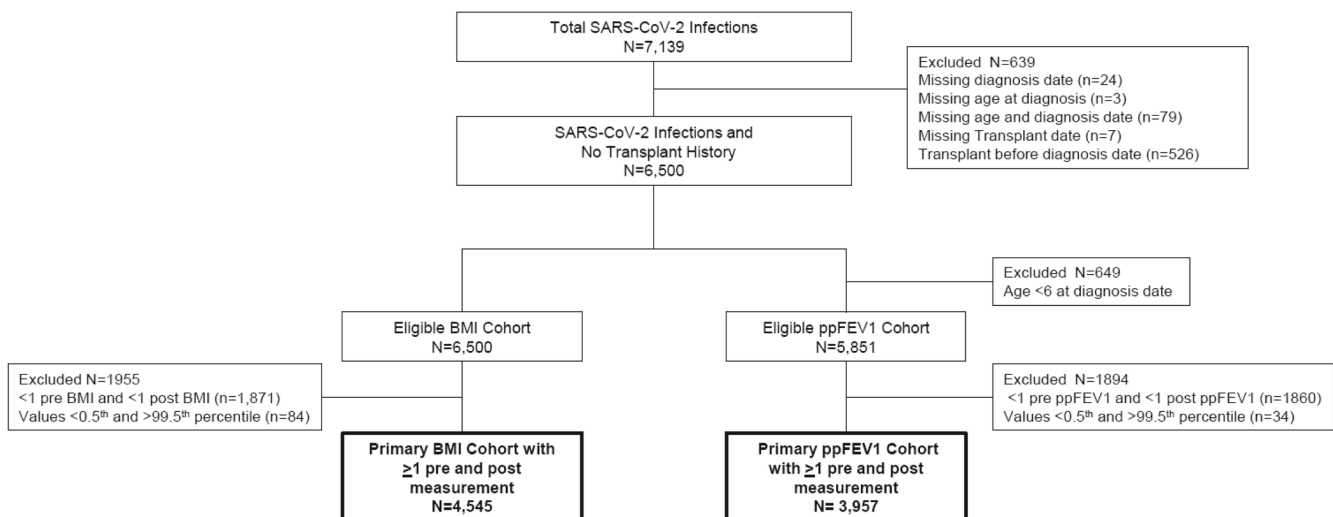 Total SARS-CoV-2 Infections
N=7,139
Excluded  N=639
Missing diagnosis date (n=24)
Missing age at diagnosis (n=3)
Missing age and diagnosis date (n=79)
Missing Transplant date (n=7)
Transplant before diagnosis date (n=526)
SARS-CoV-2 Infections and
No Transplant History
N=6,500
Excluded  N=649
Age <6 at diagnosis date
Eligible BMI Cohort
N=6,500
Eligible ppFEV1 Cohort
N=5,851
Excluded N=1955
<1 pre BMI and <1 post BMI (n=1,871)
Values <0.5th and >99.5th percentile (n=84)
Excluded  N=1894
<1 pre ppFEV1 and <1 post ppFEV1 (n=1860)
Values <0.5th and >99.5th percentile (n=34)
Primary BMI Cohort with
≥1 pre and post
measurement
N=4,545
Primary ppFEV1 Cohort
with ≥1 pre and post
measurement
N= 3,957